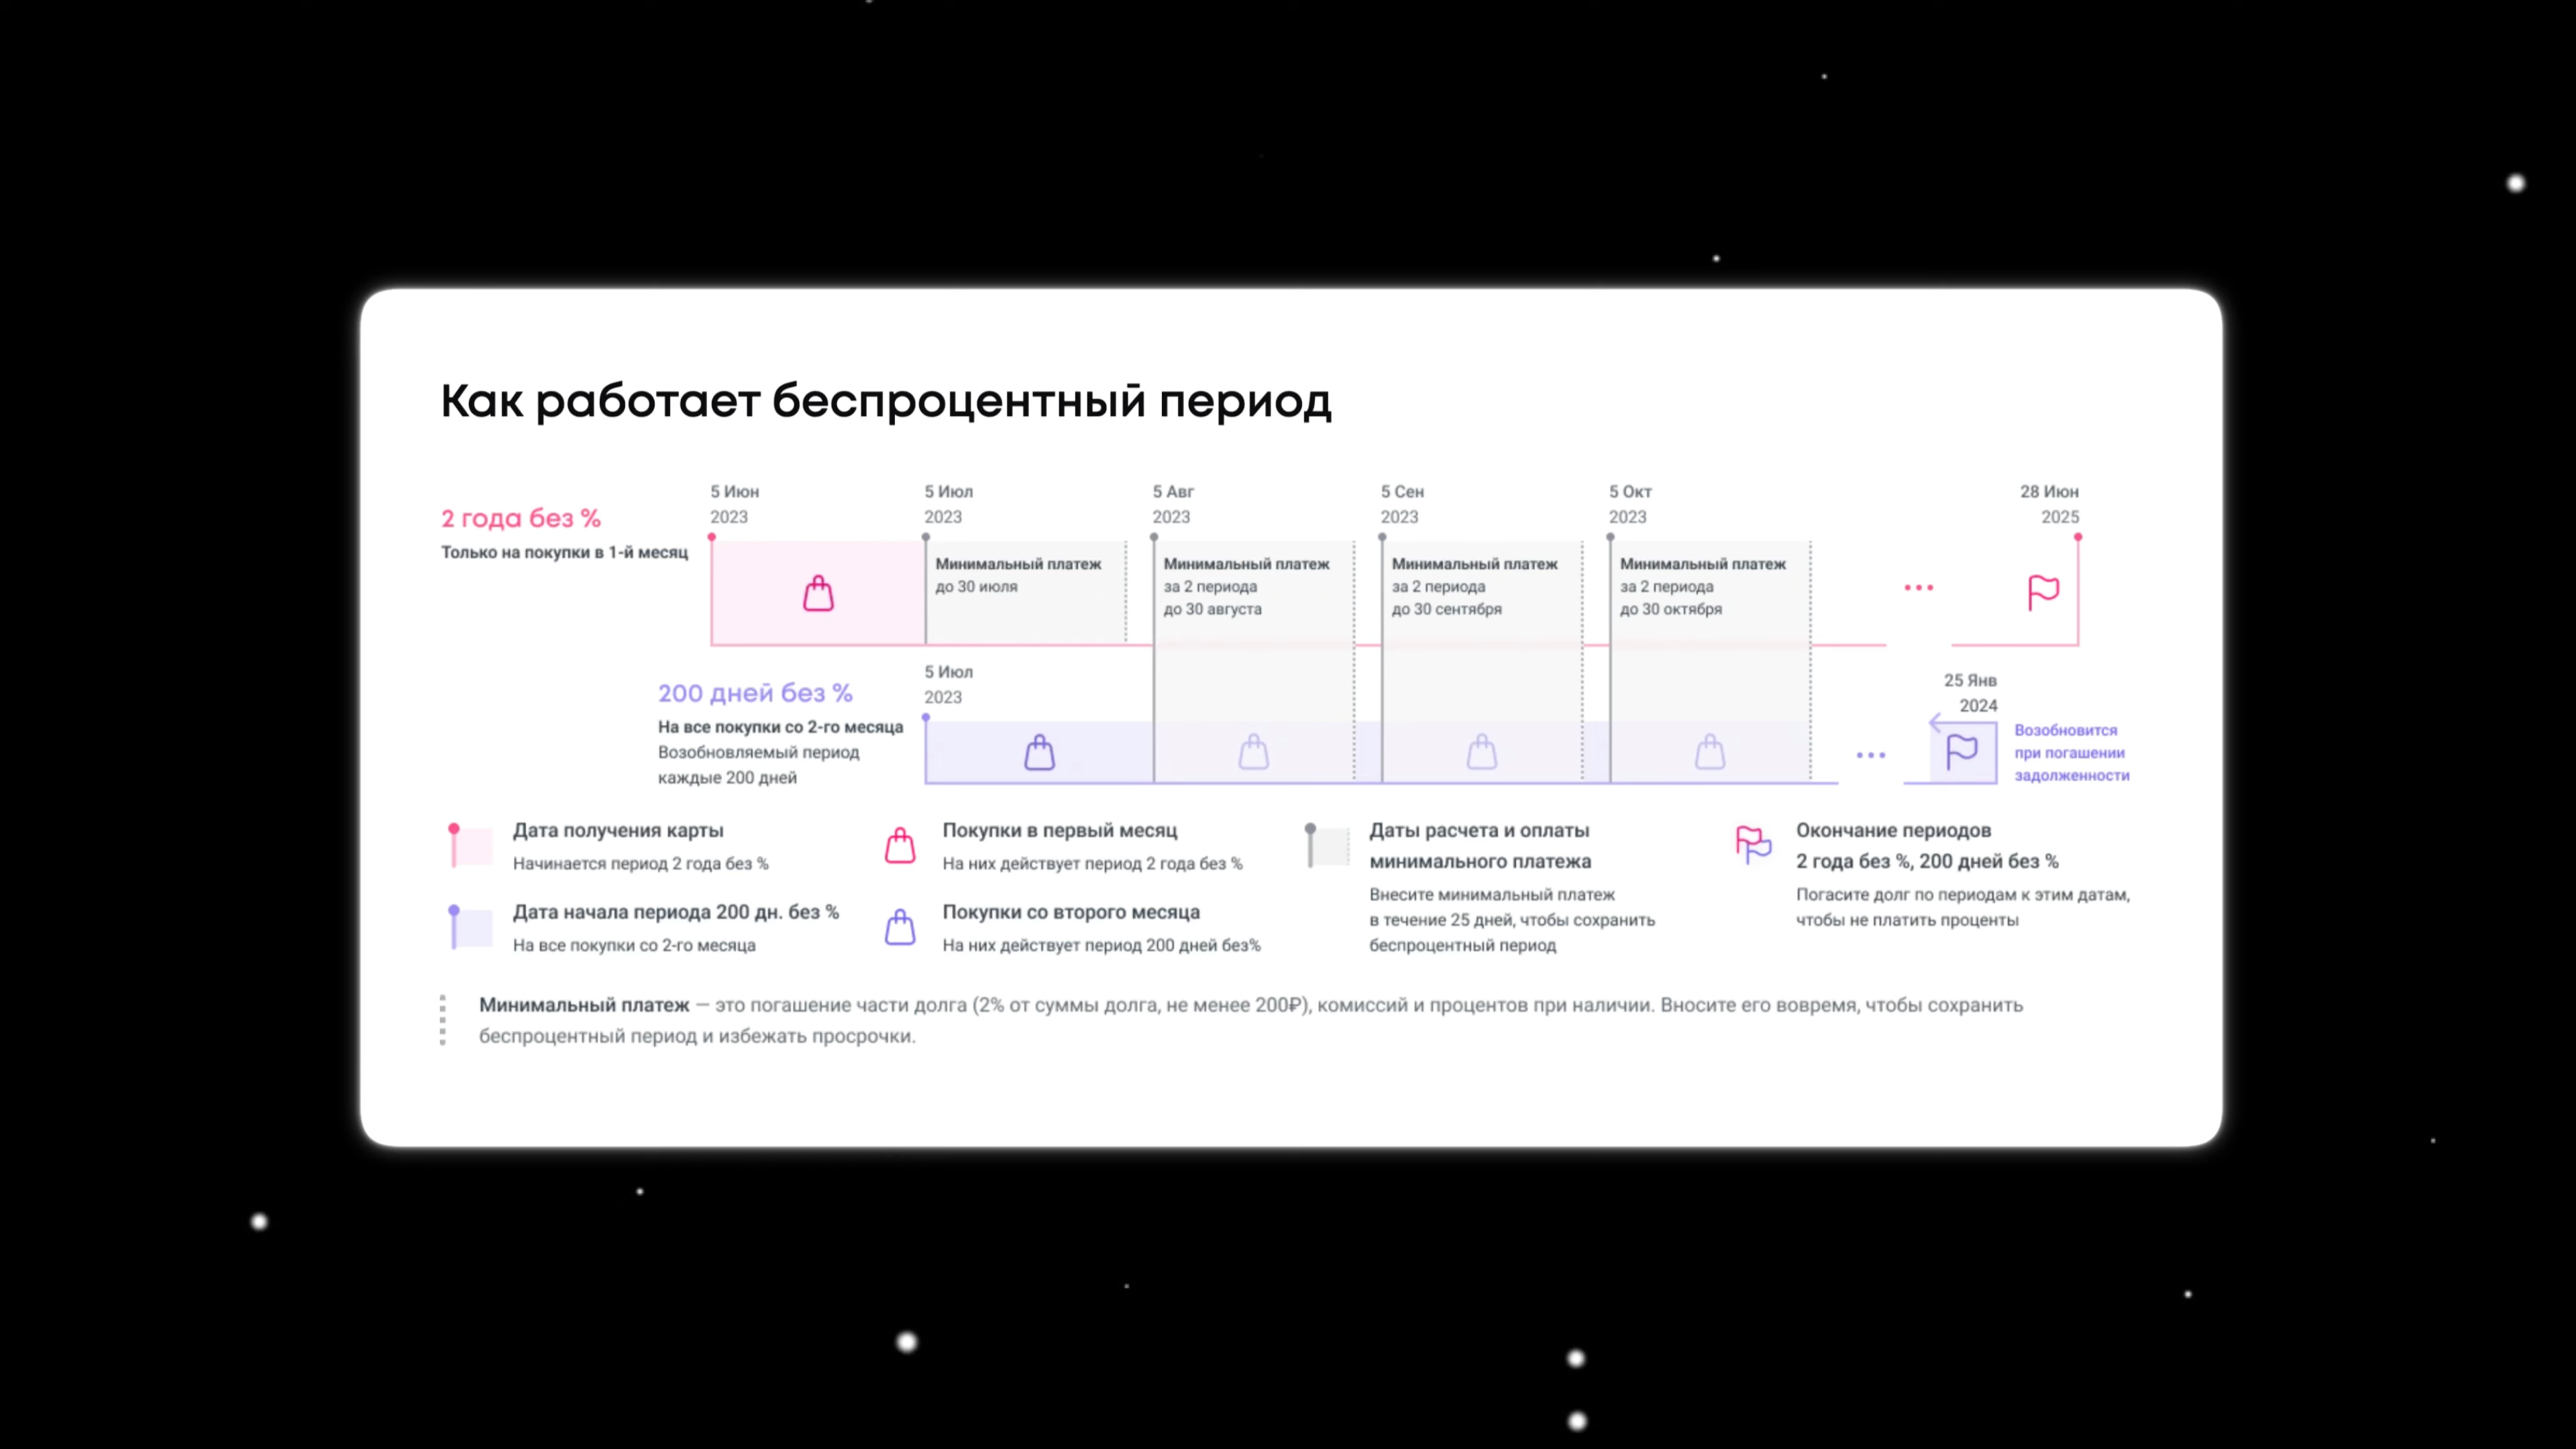 Как работает беспроцентный период
2 года без %
Только на покупки в 1-й месяц
5 Июн
2023
5 Июл
2023
5 Авг
2023
5 Сен
2023
5 Окт
2023
28 Июн
2025
Минимальный платеж
до 30 июля
Минимальный платеж
за 2 периода
до 30 августа
Минимальный платеж
за 2 периода
до 30 сентября
Минимальный платеж
за 2 периода
до 30 октября
200 дней без %
На все покупки со 2-го месяца
Возобновляемый период
каждые 200 дней
5 Июл
2023
25 Янв
2024
Возобновится
при погашении
задолженности
Дата получения карты
Начинается период 2 года без %
Дата начала периода 200 дн. без %
На все покупки со 2-го месяца
Покупки в первый месяц
На них действует период 2 года без %
Покупки со второго месяца
На них действует период 200 дней без%
Даты расчета и оплаты
минимального платежа
Внесите минимальный платеж
в течение 25 дней, чтобы сохранить
беспроцентный период
Окончание периодов
2 года без %, 200 дней без %
Погасите долг по периодам к этим датам,
чтобы не платить проценты
Минимальный платеж — это погашение части долга (2% от суммы долга, не менее 200₽), комиссий и процентов при наличии. Вносите его вовремя, чтобы сохранить
беспроцентный период и избежать просрочки.